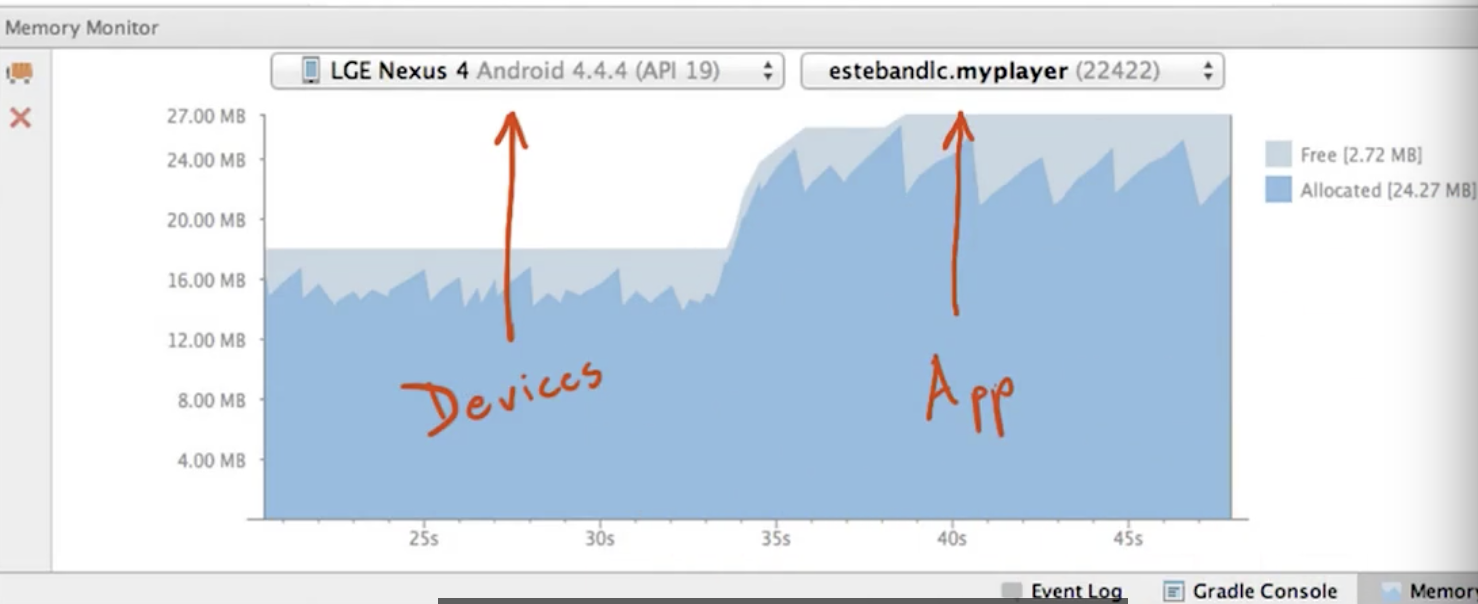 Memory Monitor
LGE Nexus 4 Android 4.4.4 (API 19)
estebandlc.myplayer (22422)
27.00 MB
24.00 MB
20.00 MB
16.00 MB
12.00 MB
8.00 MB
4.00 MB
Free [2.72 MB]
Allocated [24.27 MB]
Devices
App
25s
30s
35s
40s
45s
Event Log
Gradle Console
Memory